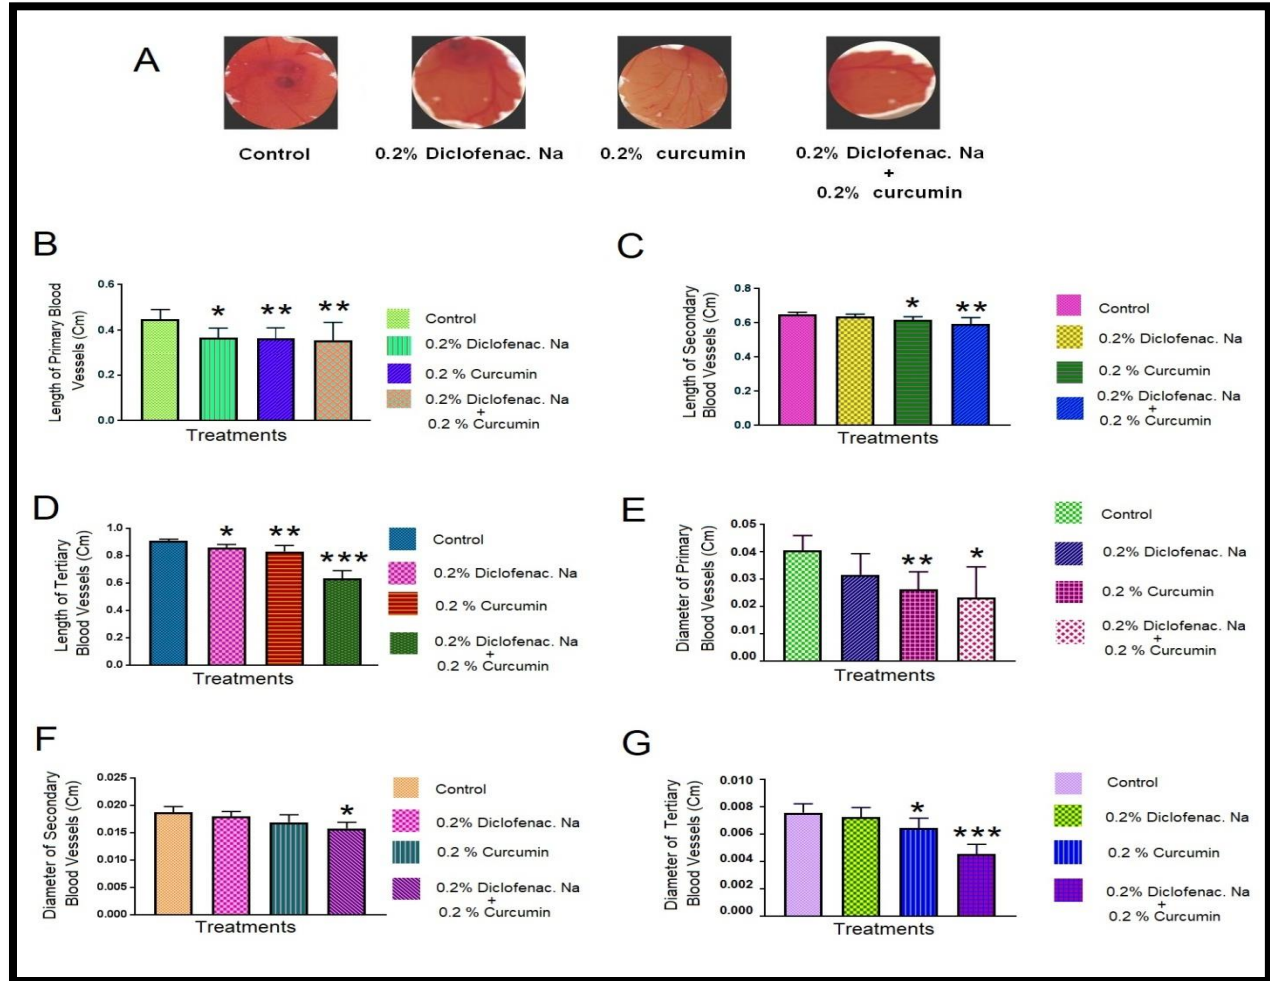 A
Control
0.2% Diclofenac. Na
0.2% curcumin
0.2% Diclofenac. Na
+
0.2% curcumin
B
Length of Primary Blood
Vessels (Cm)
0.6
0.4
0.2
0.0
*
**
**
Treatments
Control
0.2% Diclofenac. Na
0.2 % Curcumin
0.2% Diclofenac. Na
+
0.2 % Curcumin
C
Length of Secondary
Blood Vessels (Cm)
0.8
0.6
0.4
0.2
0.0
*
**
Treatments
Control
0.2% Diclofenac. Na
0.2 % Curcumin
0.2% Diclofenac. Na
+
0.2 % Curcumin
D
Length of Tertiary
Blood Vessels (Cm)
1.0
0.8
0.6
0.4
0.2
0.0
*
**
***
Treatments
Control
0.2% Diclofenac. Na
0.2 % Curcumin
0.2% Diclofenac. Na
+
0.2 % Curcumin
E
Diameter of Primary
Blood Vessels (Cm)
0.05
0.04
0.03
0.02
0.01
0.00
**
*
Treatments
Control
0.2% Diclofenac. Na
0.2 % Curcumin
0.2% Diclofenac. Na
+
0.2 % Curcumin
F
Diameter of Secondary
Blood Vessels (Cm)
0.025
0.020
0.015
0.010
0.005
0.000
*
Treatments
Control
0.2% Diclofenac. Na
0.2 % Curcumin
0.2% Diclofenac. Na
+
0.2 % Curcumin
G
Diameter of Tertiary
Blood Vessels (Cm)
0.010
0.008
0.006
0.004
0.002
0.000
*
***
Treatments
Control
0.2% Diclofenac. Na
0.2 % Curcumin
0.2% Diclofenac. Na
+
0.2 % Curcumin